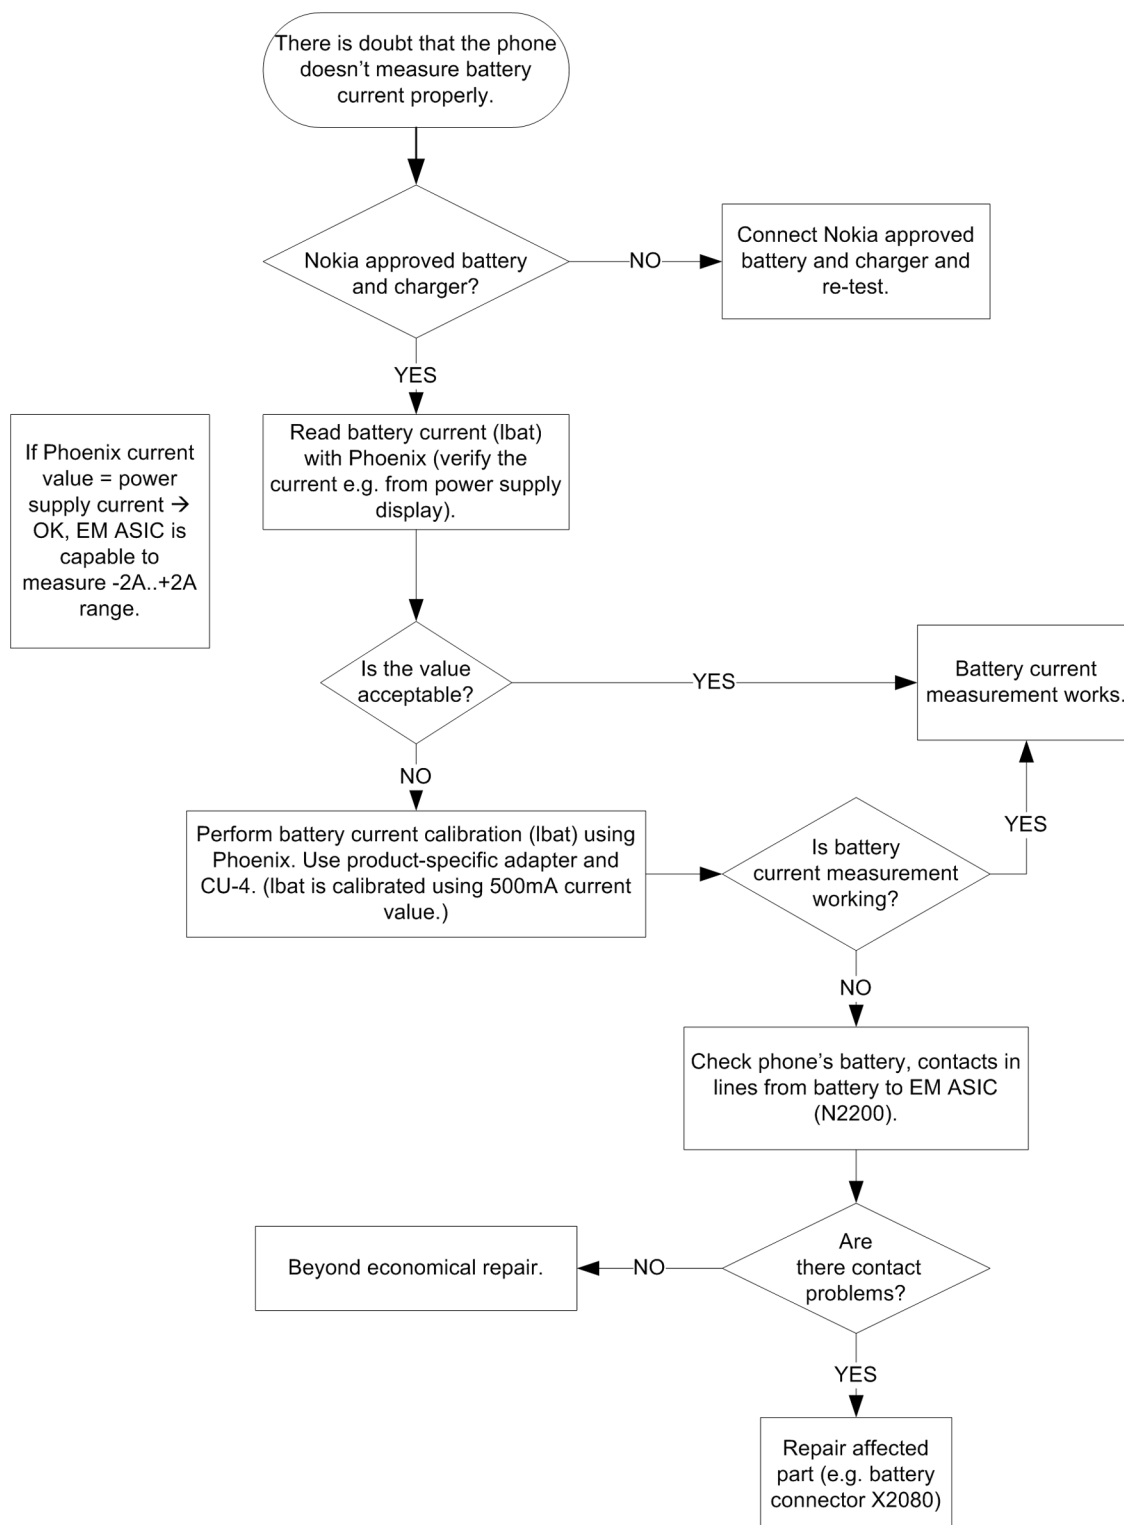 There is doubt that the phone
doesn't measure battery
current properly.
Nokia approved battery
and charger?
NO
Connect Nokia approved
battery and charger and
re-test.
YES
If Phoenix current
value = power
supply current →
OK, EM ASIC is
capable to
measure -2A..+2A
range.
Read battery current (Ibat)
with Phoenix (verify the
current e.g. from power supply
display).
Is the value
acceptable?
YES
Battery current
measurement works.
NO
Perform battery current calibration (Ibat) using
Phoenix. Use product-specific adapter and
CU-4. (Ibat is calibrated using 500mA current
value.)
Is battery
current measurement
working?
YES
NO
Check phone's battery, contacts in
lines from battery to EM ASIC
(N2200).
Are
there contact
problems?
NO
Beyond economical repair.
YES
Repair affected
part (e.g. battery
connector X2080)